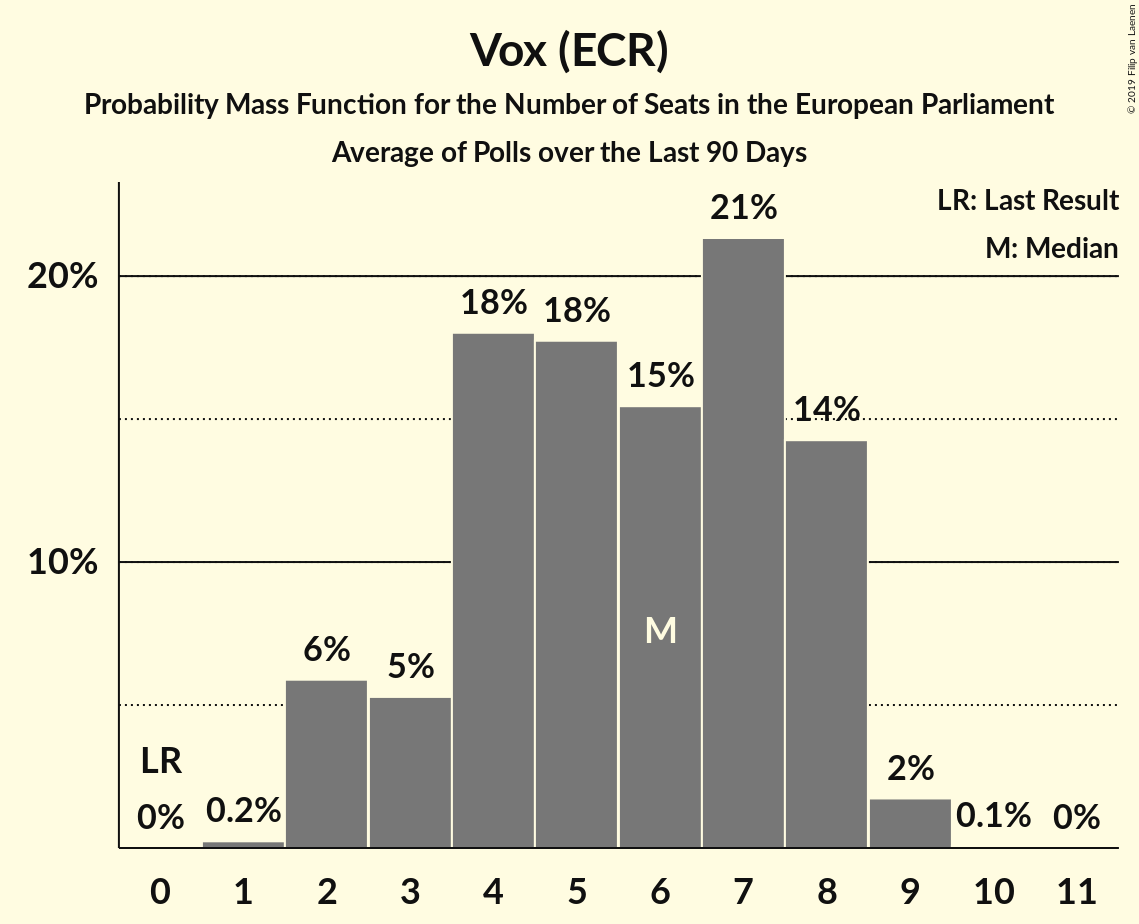 Vox (ECR)
Probability Mass Function for the Number of Seats in the European Parliament
Average of Polls over the Last 90 Days
© 2019 Filip van Laenen
LR: Last Result
M: Median
20%
10%
LR
0%
0.2%
6%
5%
18%
18%
15%
M
21%
14%
2%
0.1%
0%
0 1 2 3 4 5 6 7 8 9 10 11